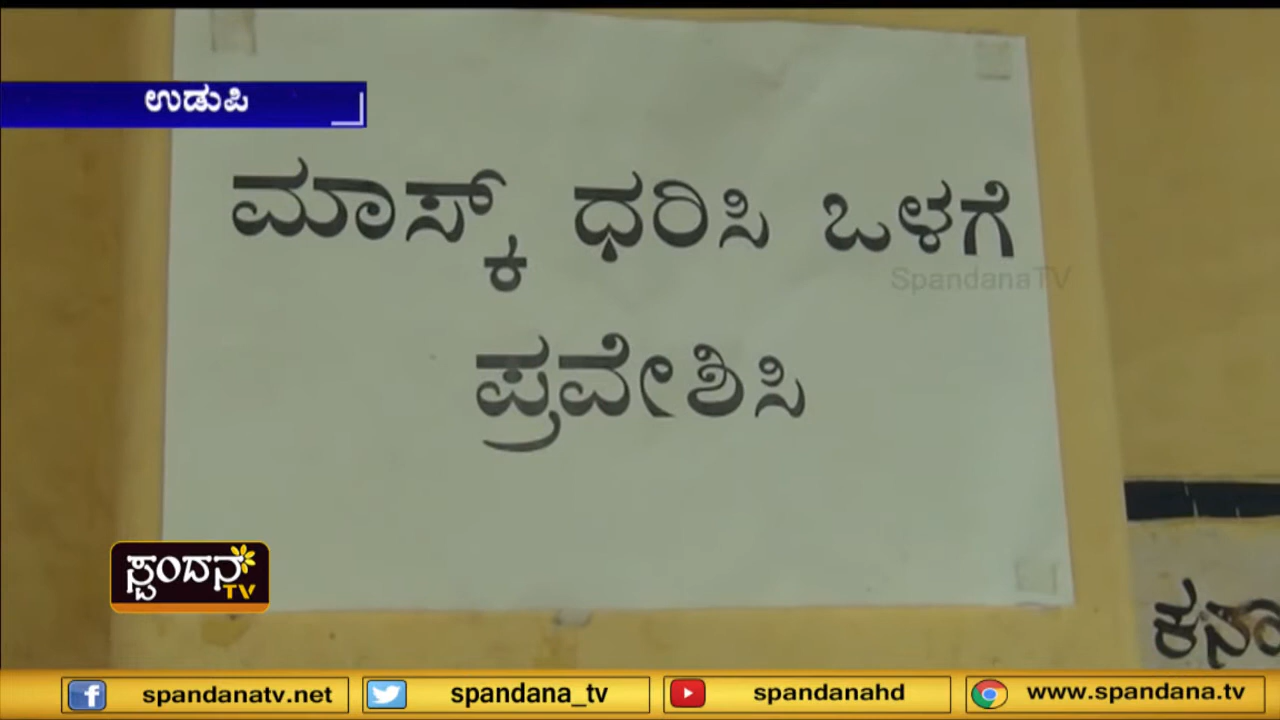 ಉಡುಪಿ
ಮಾಸ್ಕ್ ಧರಿಸಿ ಒಳಗೆ
SpandanaTV
ಪ್ರವೇಶಿಸಿ
ಸ್ಪಂದನ
TV
spandanatv.net
spandana_tv
spandanahd
www.spandana.tv